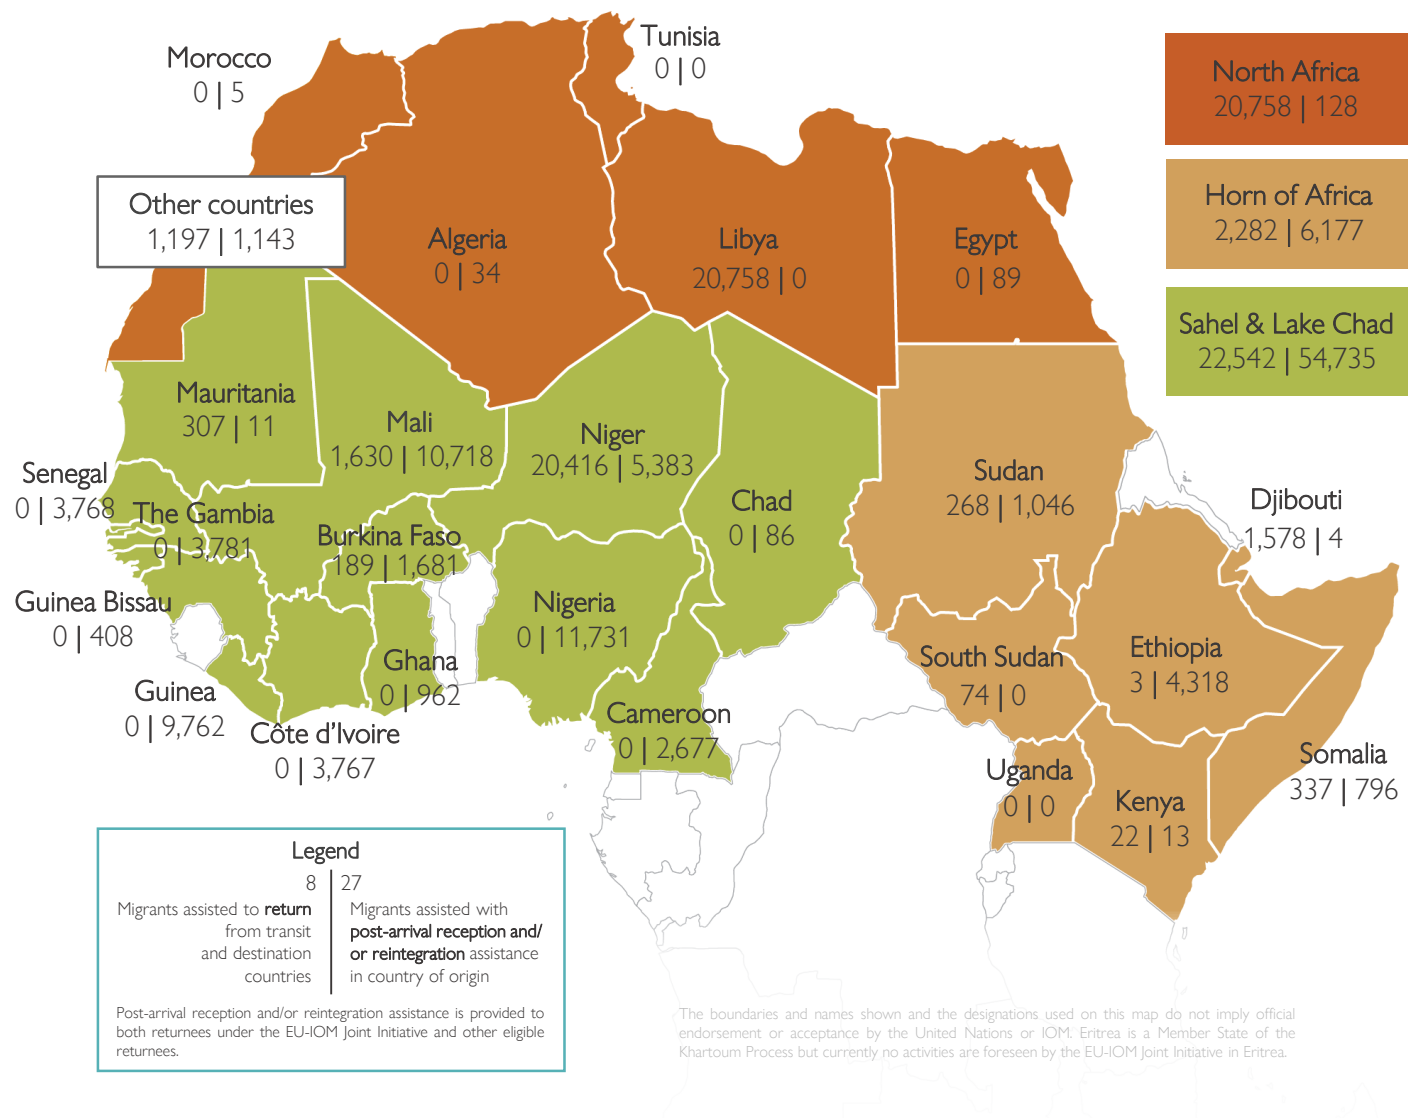 Tunisia
0 | 0
Morocco
0 | 5
North Africa
20,758 | 128
Horn of Africa
2,282 | 6,177
Sahel & Lake Chad
22,542 | 54,735
Other countries
1,197 | 1,143
Algeria
0 | 34
Libya
20,758 | 0
Egypt
0 | 89
Mauritania
307 | 11
Mali
1,630 | 10,718
Niger
20,416 | 5,383
Chad
0 | 86
Sudan
268 | 1,046
Djibouti
1,578 | 4
Senegal
0 | 3,768
The Gambia
0 | 3,781
Burkina Faso
189 | 1,681
Guinea Bissau
0 | 408
Nigeria
0 | 11,731
Ghana
0 | 962
South Sudan
74 | 0
Ethiopia
3 | 4,318
Guinea
0 | 9,762
Côte d’Ivoire
0 | 3,767
Cameroon
0 | 2,677
Uganda
0 | 0
Kenya
22 | 13
Somalia
337 | 796
Legend
8 | 27
Migrants assisted to return
from transit
and destination
countries
Migrants assisted with
post-arrival reception and/
or reintegration assistance
in country of origin
Post-arrival reception and/or reintegration assistance is provided to
both returnees under the EU-IOM Joint Initiative and other eligible
returnees.
The boundaries and names shown and the designations used on this map do not imply official
endorsement or acceptance by the United Nations or IOM. Eritrea is a Member State of the
Khartoum Process but currently no activities are foreseen by the EU-IOM Joint Initiative in Eritrea.